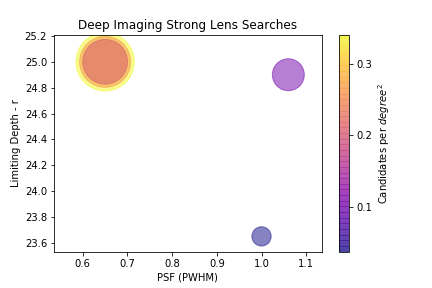 Deep Imaging Strong Lens Searches
25.2
25.0
24.8
24.6
24.4
24.2
24.0
23.8
23.6
Limiting Depth - r
0.6 0.7 0.8 0.9 1.0 1.1
PSF (PWHM)
0.3
0.2
0.1
Candidates per degree²